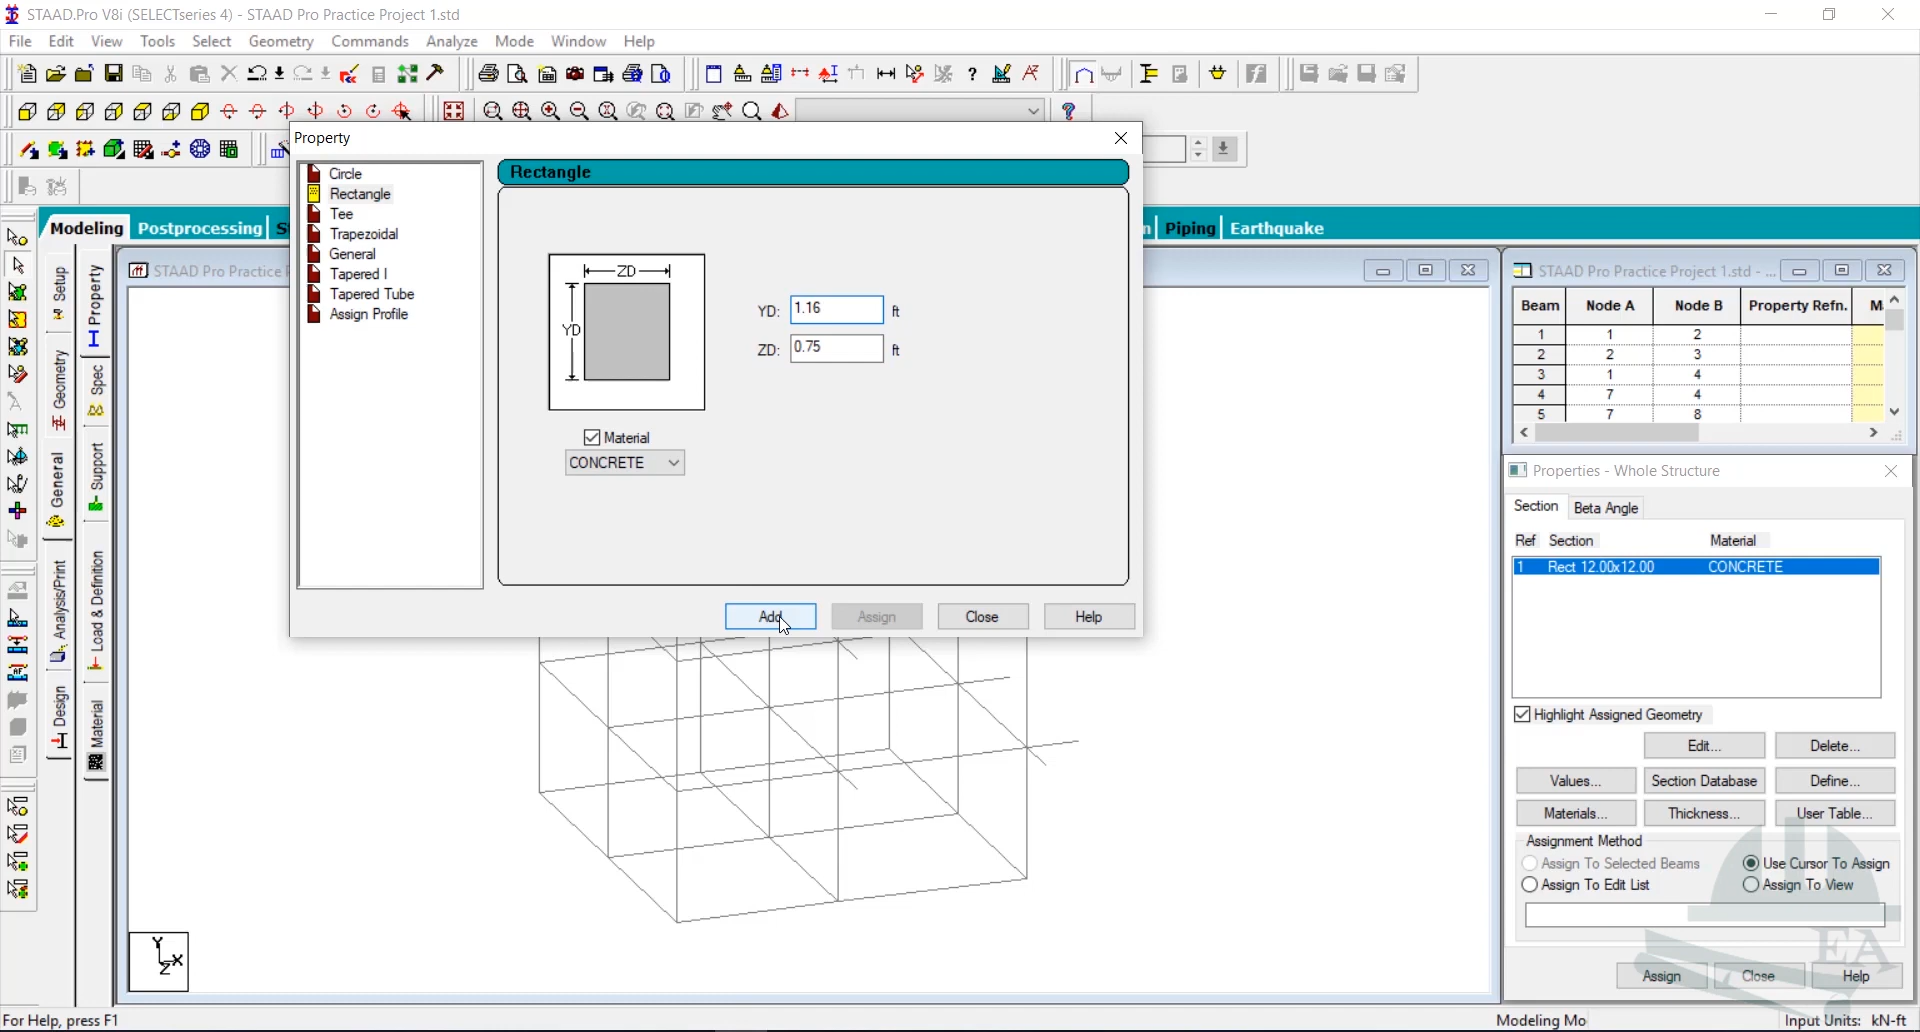 STAAD.Pro V8i (SELECTseries 4) - STAAD Pro Practice Project 1.std
File Edit View Tools Select Geometry Commands Analyze Mode Window Help
Property
Circle
Rectangle
Tee
Trapezoidal
General
Tapered I
Tapered Tube
Assign Profile
Rectangle
ZD
YD
YD: 1.16 ft
ZD: 0.75 ft
Material
CONCRETE
Add Assign Close Help
Modeling Postprocessing Piping Earthquake
Setup
Geometry
General
Analysis/Print
Design
Property
Spec
Support
Load & Definition
Material
STAAD Pro Practice
STAAD Pro Practice Project 1.std - ...
Beam Node A Node B Property Refn. M
1 1 2
2 2 3
3 1 4
4 7 4
5 7 8
Properties - Whole Structure
Section Beta Angle
Ref Section Material
1 Rect 12.00x12.00 CONCRETE
Highlight Assigned Geometry
Edit... Delete...
Values... Section Database Define...
Materials... Thickness... User Table...
Assignment Method
Assign To Selected Beams Use Cursor To Assign
Assign To Edit List Assign To View
EA
Assign Close Help
Y
X
Z
For Help, press F1
Modeling Mo
Input Units: kN-ft